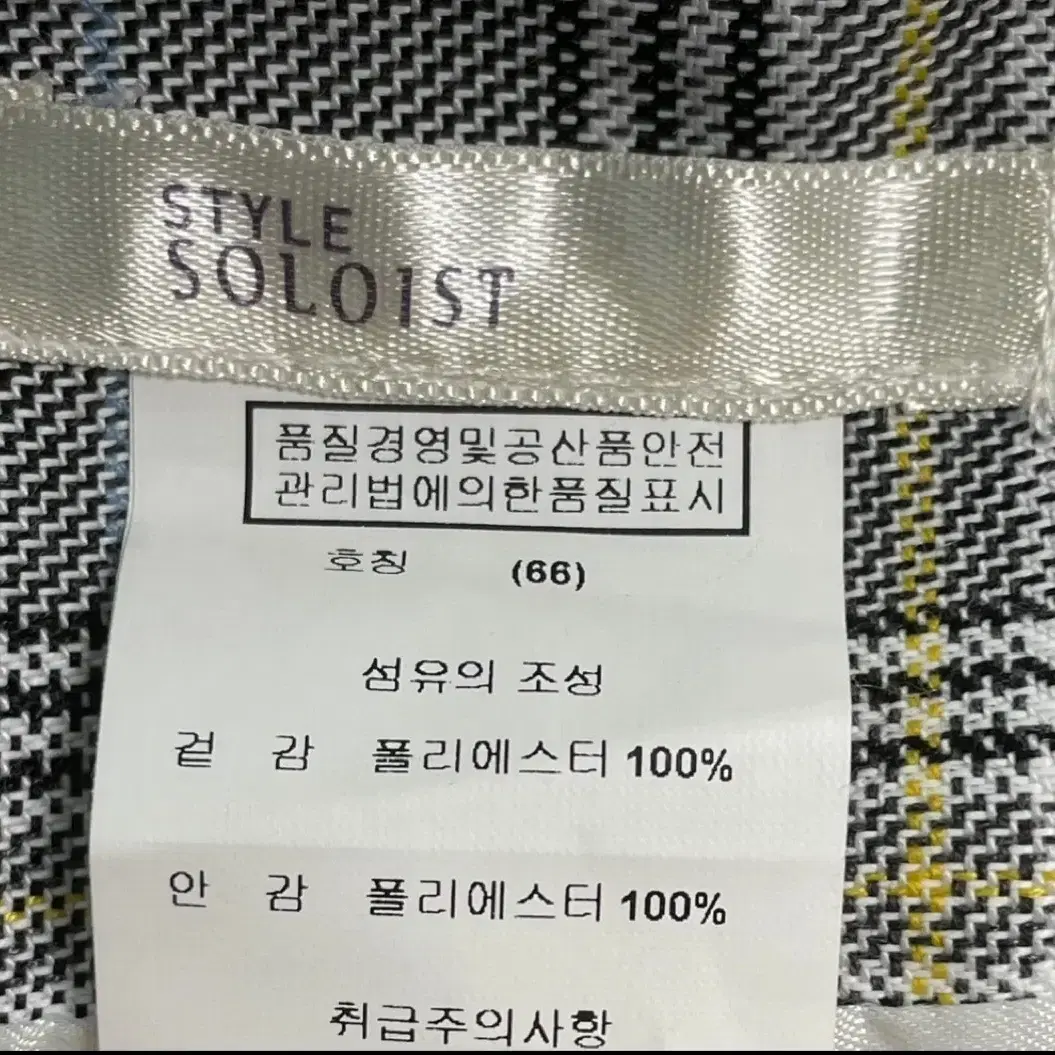 STYLE
SOLOIST
품질경영및공산품안전
관리법에의한품질표시
호칭 (66)
섬유의 조성
겉 감 폴리에스터 100%
안 감 폴리에스터 100%
취급주의사항